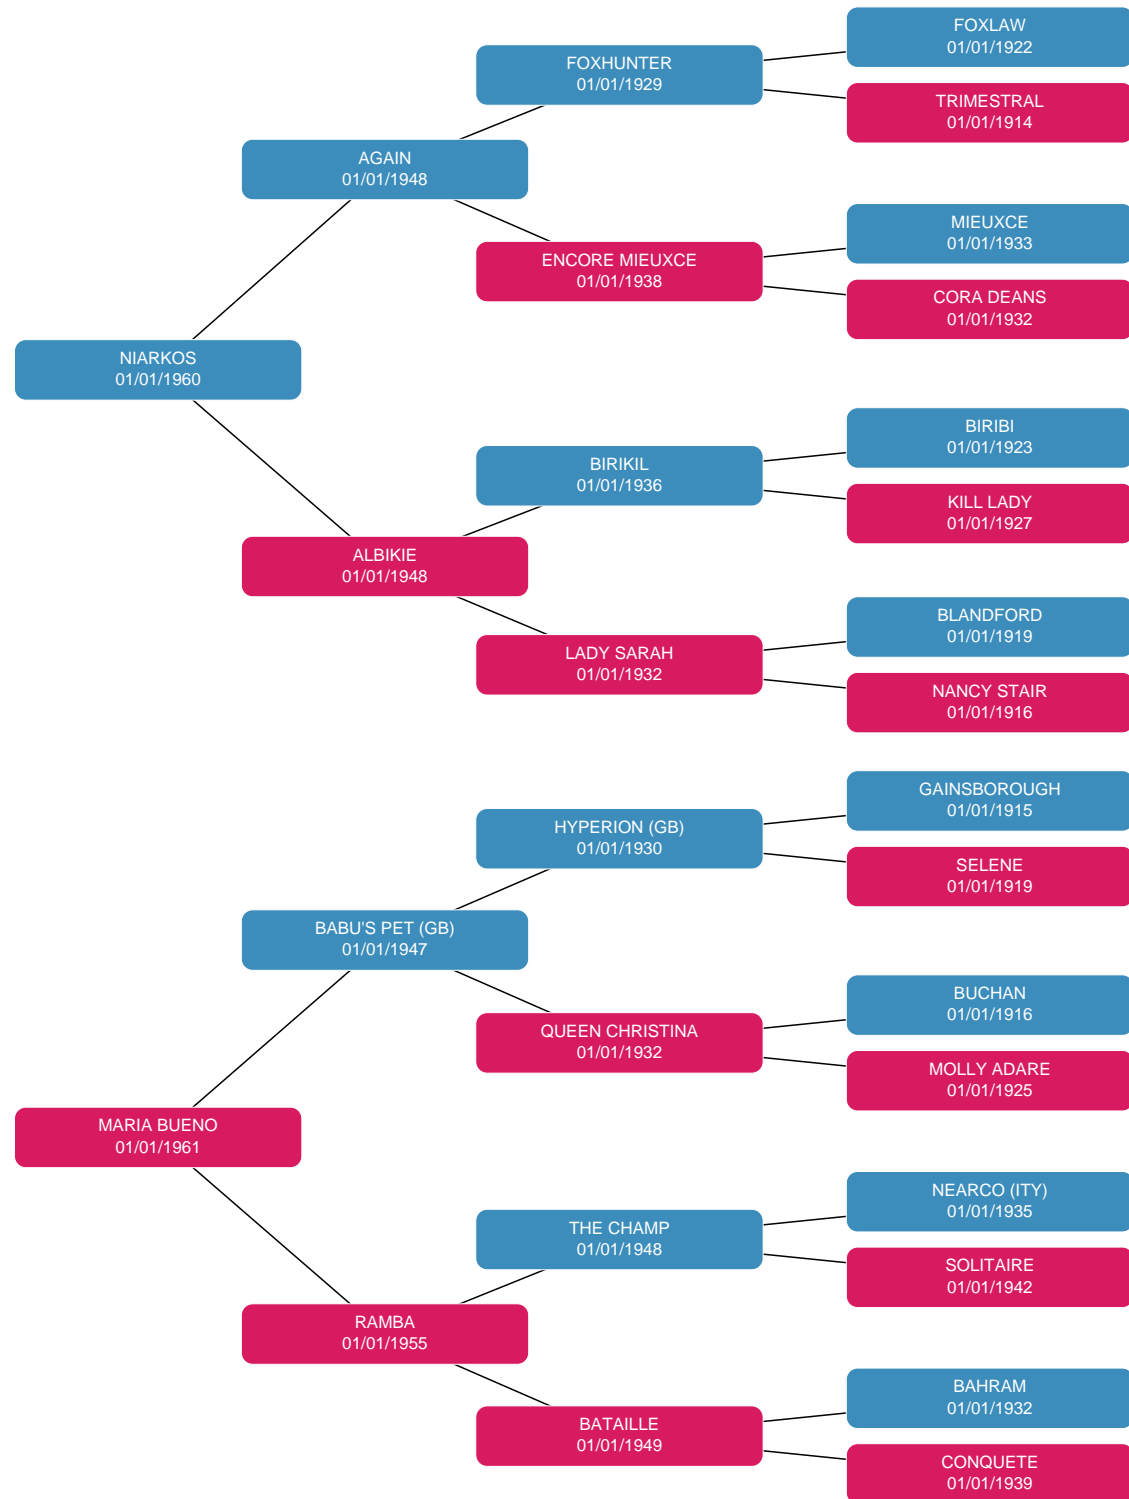 FOXLAW
01/01/1922
FOXHUNTER
01/01/1929
TRIMESTRAL
01/01/1914
AGAIN
01/01/1948
MIEUXCE
01/01/1933
ENCORE MIEUXCE
01/01/1938
CORA DEANS
01/01/1932
NIARKOS
01/01/1960
BIRIBI
01/01/1923
BIRIKIL
01/01/1936
KILL LADY
01/01/1927
ALBIKIE
01/01/1948
BLANDFORD
01/01/1919
LADY SARAH
01/01/1932
NANCY STAIR
01/01/1916
GAINSBOROUGH
01/01/1915
HYPERION (GB)
01/01/1930
SELENE
01/01/1919
BABU'S PET (GB)
01/01/1947
BUCHAN
01/01/1916
QUEEN CHRISTINA
01/01/1932
MOLLY ADARE
01/01/1925
MARIA BUENO
01/01/1961
NEARCO (ITY)
01/01/1935
THE CHAMP
01/01/1948
SOLITAIRE
01/01/1942
RAMBA
01/01/1955
BAHRAM
01/01/1932
BATAILLE
01/01/1949
CONQUETE
01/01/1939